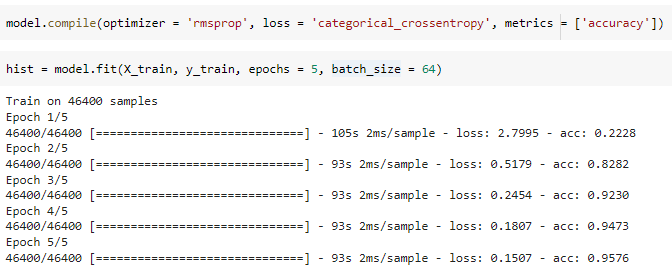 model.compile(optimizer = 'rmsprop', loss = 'categorical_crossentropy', metrics = ['accuracy'])
hist = model.fit(X_train, y_train, epochs = 5, batch_size = 64)
Train on 46400 samples
Epoch 1/5
46400/46400 [==============================] - 105s 2ms/sample - loss: 2.7995 - acc: 0.2228
Epoch 2/5
46400/46400 [==============================] - 93s 2ms/sample - loss: 0.5179 - acc: 0.8282
Epoch 3/5
46400/46400 [==============================] - 93s 2ms/sample - loss: 0.2454 - acc: 0.9230
Epoch 4/5
46400/46400 [==============================] - 93s 2ms/sample - loss: 0.1807 - acc: 0.9473
Epoch 5/5
46400/46400 [==============================] - 93s 2ms/sample - loss: 0.1507 - acc: 0.9576